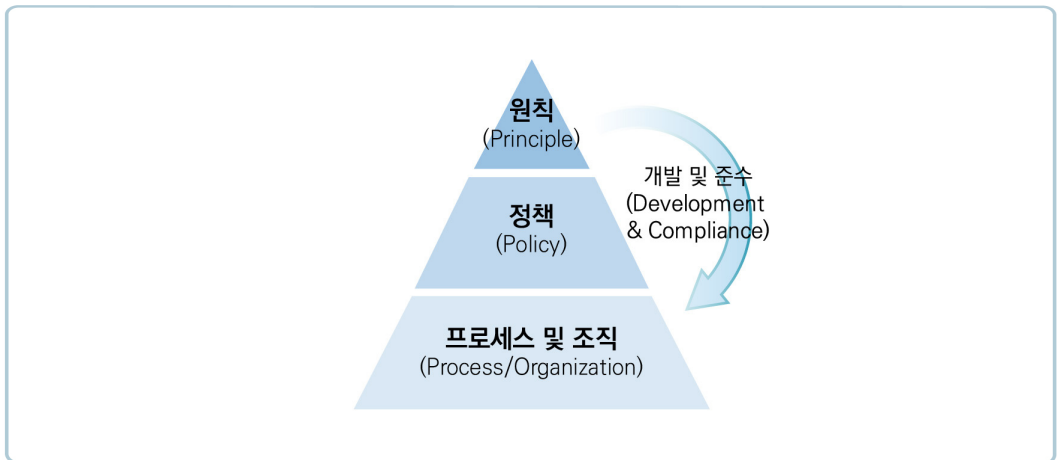 원칙
(Principle)
정책
(Policy)
프로세스 및 조직
(Process/Organization)
개발 및 준수
(Development
& Compliance)